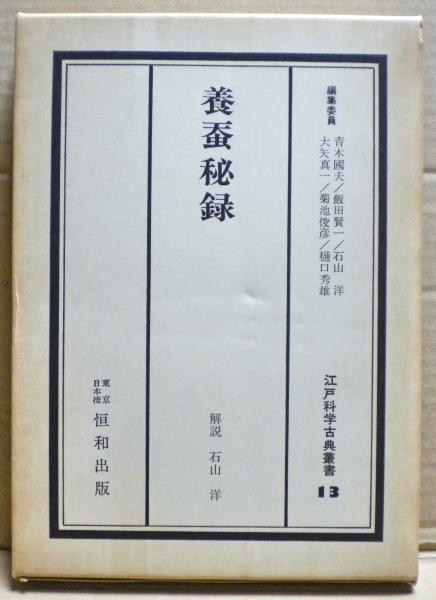 編集委員
青木國夫／飯田賢一／石山 洋
大矢真一／菊池俊彦／樋口秀雄
江戸科学古典叢書 13
養蚕秘録
解説 石山 洋
東京
日本橋
恒和出版